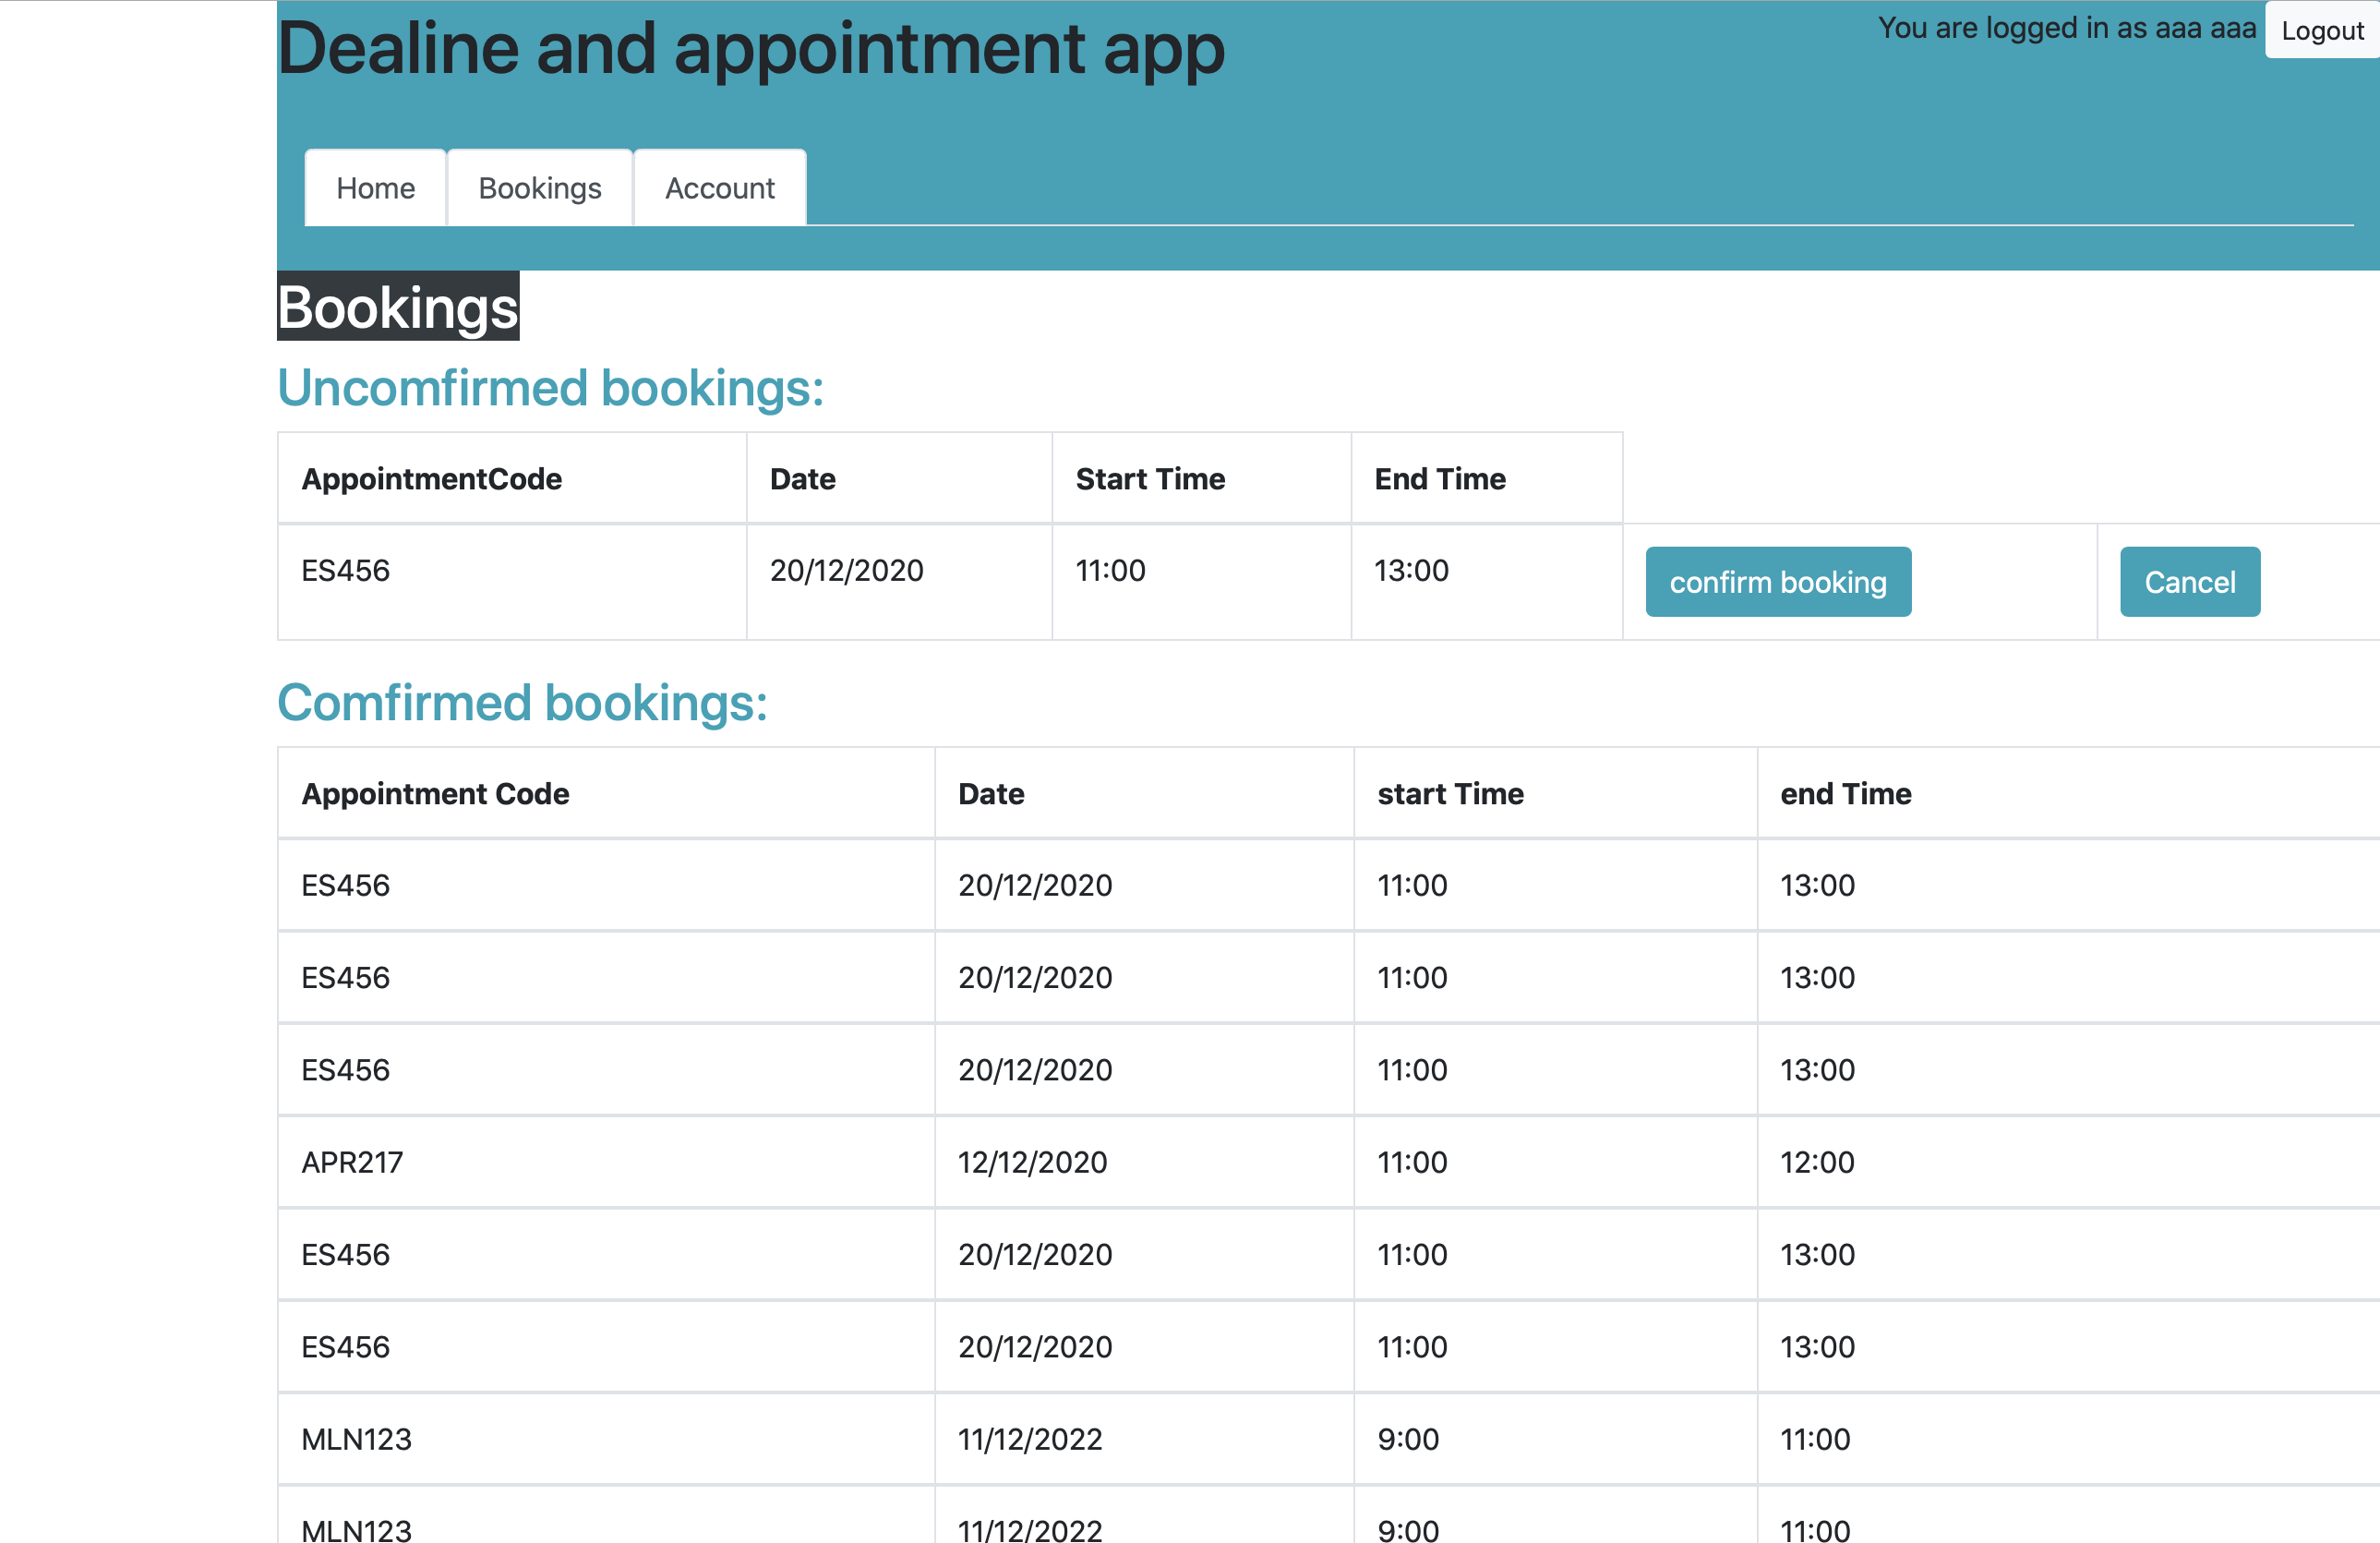 Dealine and appointment app
You are logged in as aaa aaa Logout
Home Bookings Account
Bookings
Uncomfirmed bookings:
AppointmentCode Date Start Time End Time
ES456 20/12/2020 11:00 13:00 confirm booking Cancel
Comfirmed bookings:
Appointment Code Date start Time end Time
ES456 20/12/2020 11:00 13:00
ES456 20/12/2020 11:00 13:00
ES456 20/12/2020 11:00 13:00
APR217 12/12/2020 11:00 12:00
ES456 20/12/2020 11:00 13:00
ES456 20/12/2020 11:00 13:00
MLN123 11/12/2022 9:00 11:00
MLN123 11/12/2022 9:00 11:00